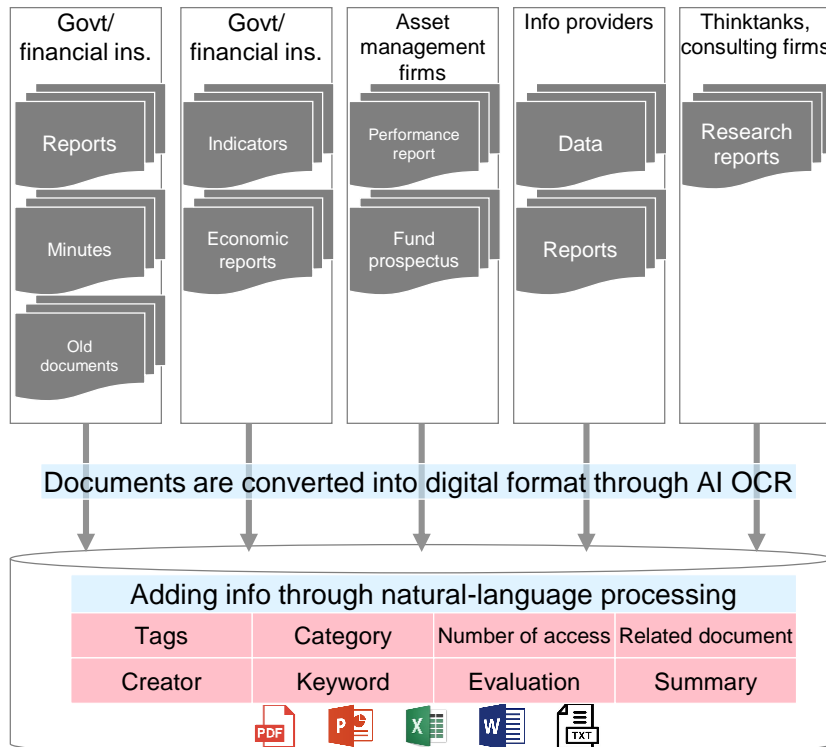 Govt/
financial ins.
Reports
Minutes
Old
documents
Govt/
financial ins.
Indicators
Economic
reports
Asset
management
firms
Performance
report
Fund
prospectus
Info providers
Data
Reports
Thinktanks,
consulting firms
Research
reports
Documents are converted into digital format through AI OCR
Adding info through natural-language processing
Tags Category Number of access Related document
Creator Keyword Evaluation Summary
PDF P X W TXT